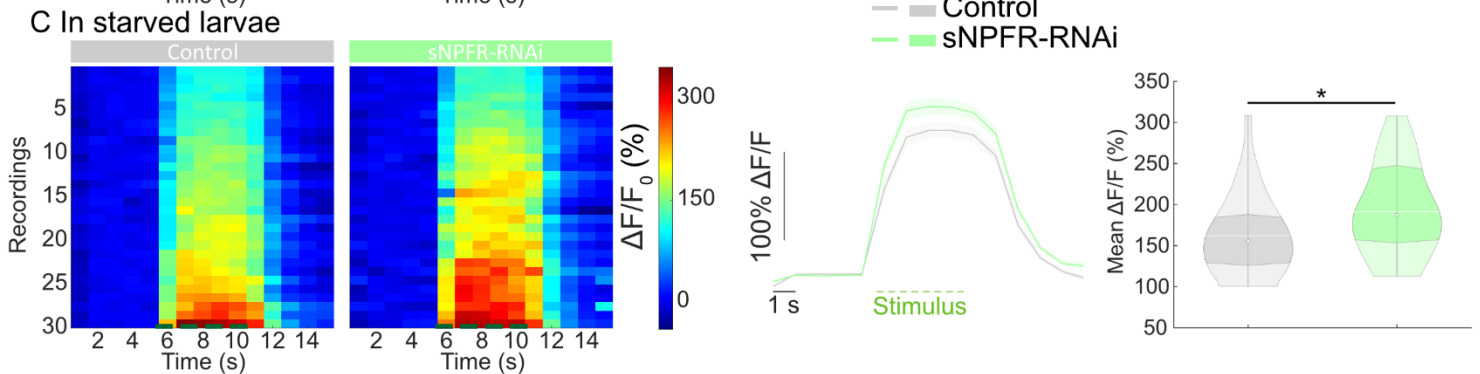 Time (s) Time (s)
C In starved larvae
Control
sNPFR-RNAi
Recordings
5
10
15
20
25
30
2 4 6 8 10 12 14
Time (s)
2 4 6 8 10 12 14
Time (s)
300
150
0
ΔF/F0 (%)
Control
sNPFR-RNAi
100% ΔF/F
1 s
Stimulus
Mean ΔF/F (%)
350
300
250
200
150
100
50
*